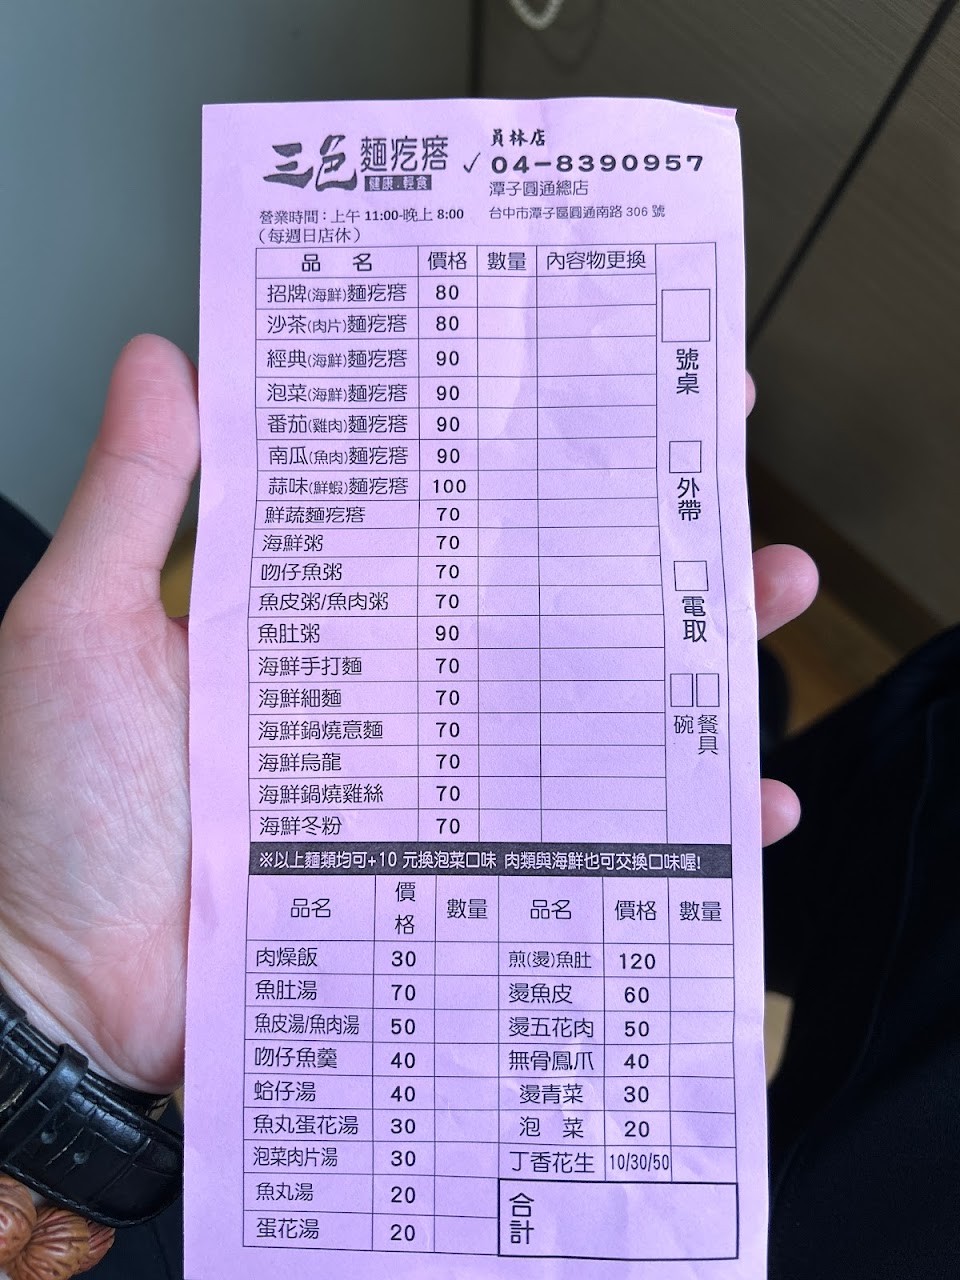 三邑 麵疙瘩
健康.輕食
員林店
✓ 04-8390957
潭子圓通總店
台中市潭子區圓通南路 306 號
營業時間：上午 11:00-晚上 8:00
（每週日店休）
品 名 價格 數量 內容物更換
招牌(海鮮)麵疙瘩 80
沙茶(肉片)麵疙瘩 80
經典(海鮮)麵疙瘩 90
泡菜(海鮮)麵疙瘩 90
番茄(雞肉)麵疙瘩 90
南瓜(魚肉)麵疙瘩 90
蒜味(鮮蝦)麵疙瘩 100
鮮蔬麵疙瘩 70
海鮮粥 70
吻仔魚粥 70
魚皮粥/魚肉粥 70
魚肚粥 90
海鮮手打麵 70
海鮮細麵 70
海鮮鍋燒意麵 70
海鮮烏龍 70
海鮮鍋燒雞絲 70
海鮮冬粉 70
號桌
外帶
電取
碗 餐具
※以上麵類均可+10 元換泡菜口味 肉類與海鮮也可交換口味喔!
品名 價格 數量 品名 價格 數量
肉燥飯 30 煎(燙)魚肚 120
魚肚湯 70 燙魚皮 60
魚皮湯/魚肉湯 50 燙五花肉 50
吻仔魚羹 40 無骨鳳爪 40
蛤仔湯 40 燙青菜 30
魚丸蛋花湯 30 泡 菜 20
泡菜肉片湯 30 丁香花生 10/30/50
魚丸湯 20
蛋花湯 20
合計